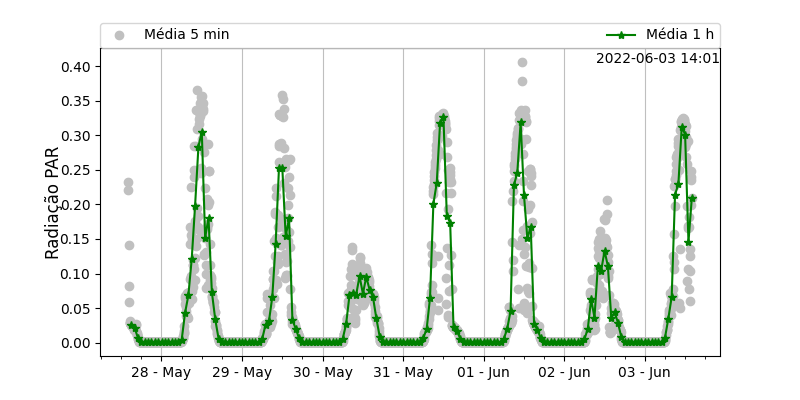 Média 5 min
Média 1 h
2022-06-03 14:01
Radiação PAR
0.40
0.35
0.30
0.25
0.20
0.15
0.10
0.05
0.00
28 - May
29 - May
30 - May
31 - May
01 - Jun
02 - Jun
03 - Jun